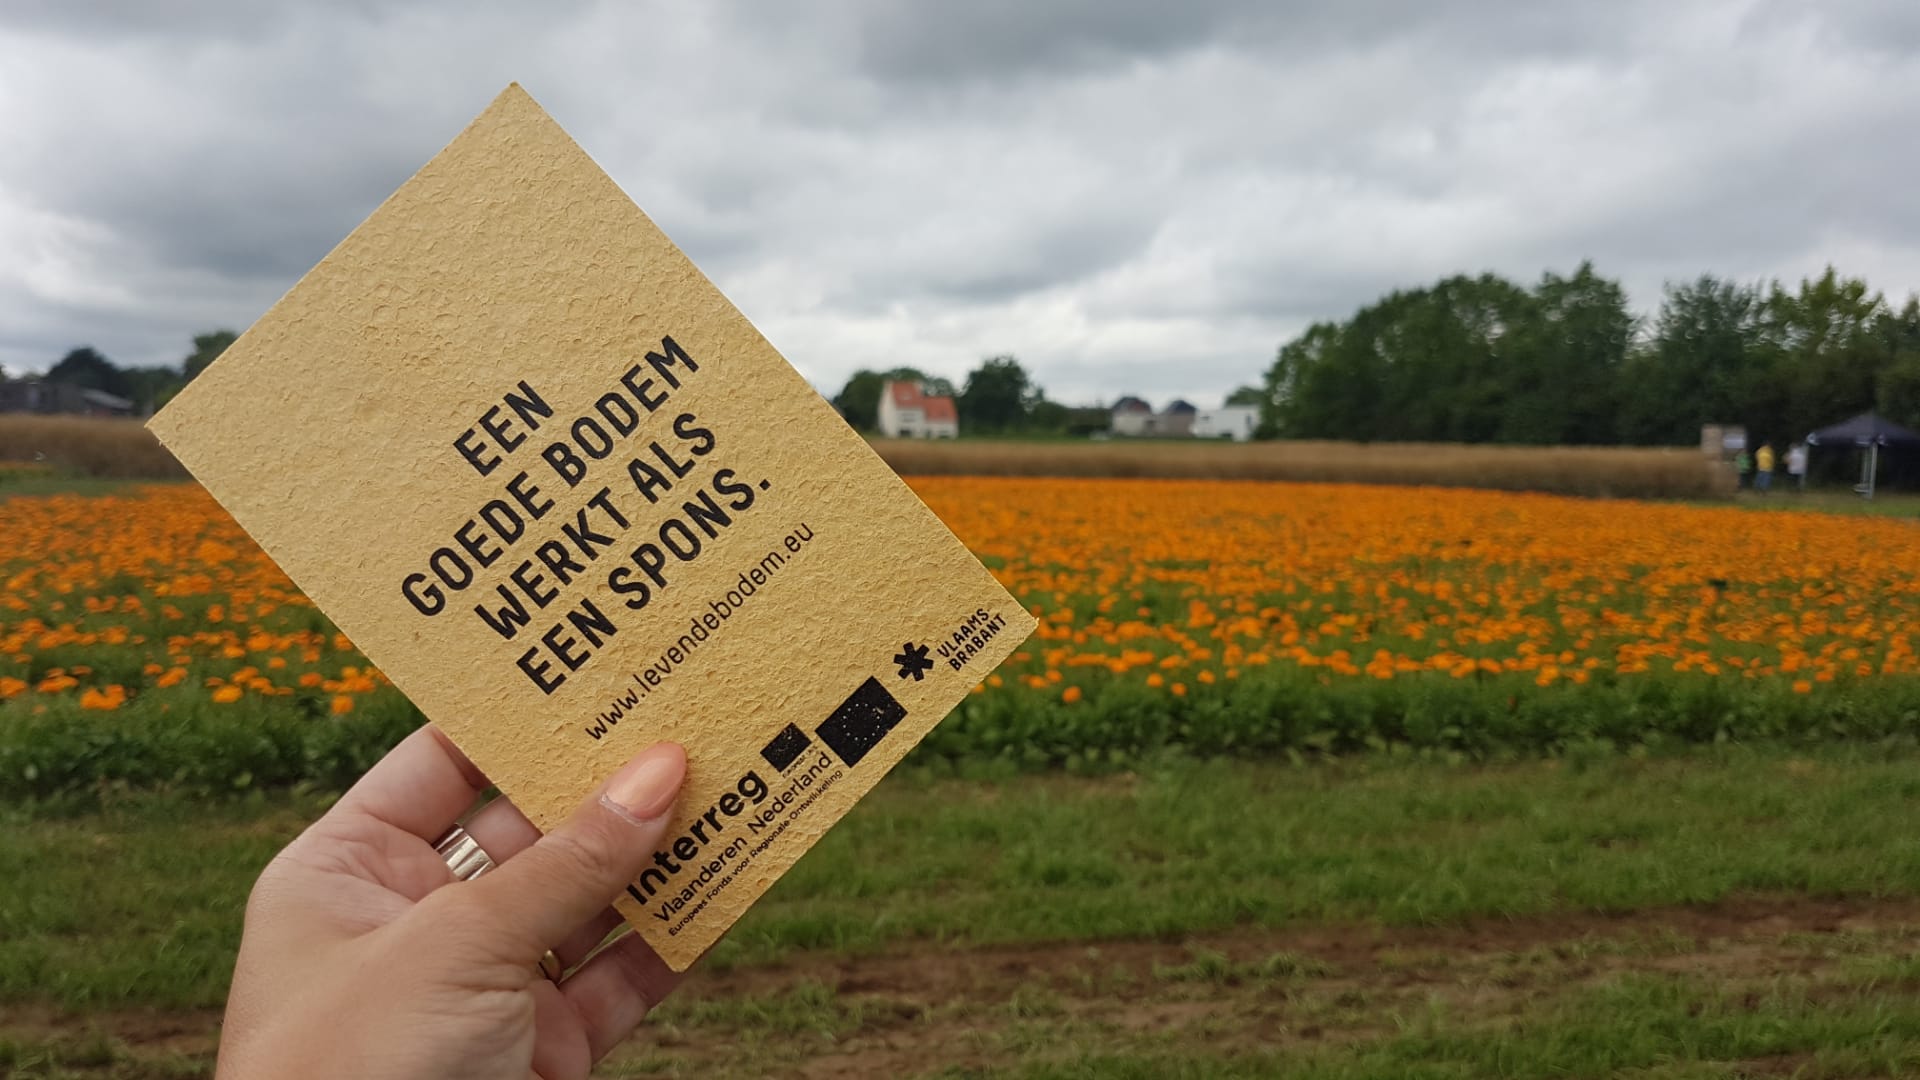 EEN
GOEDE BODEM
WERKT ALS
EEN SPONS.
www.levendebodem.eu
Interreg
Vlaanderen Nederland
Europees Fonds voor Regionale Ontwikkeling
VLAAMS
BRABANT